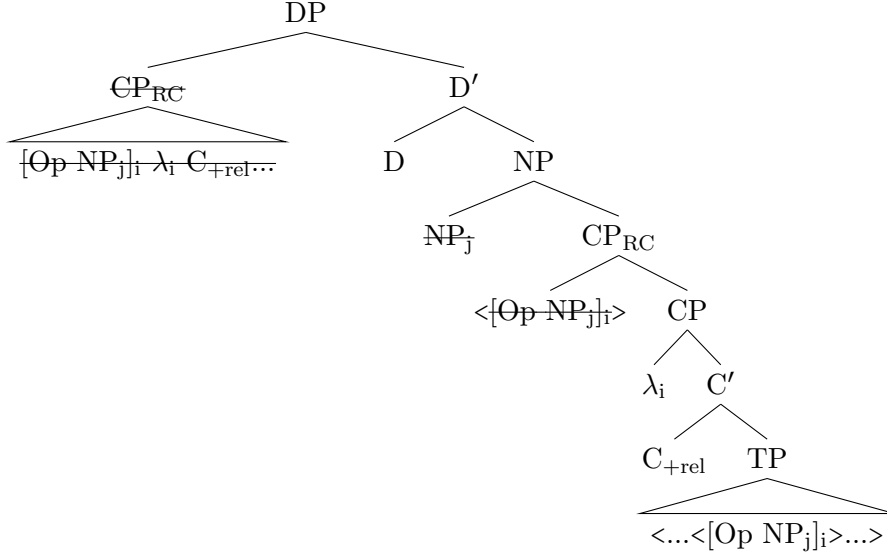 DP
CP_RC D′
[Op NP_j]_i λ_i C_+rel... D NP
NP_j CP_RC
<[Op NP_j]_i> CP
λ_i C′
C_+rel TP
<...<[Op NP_j]_i>...>